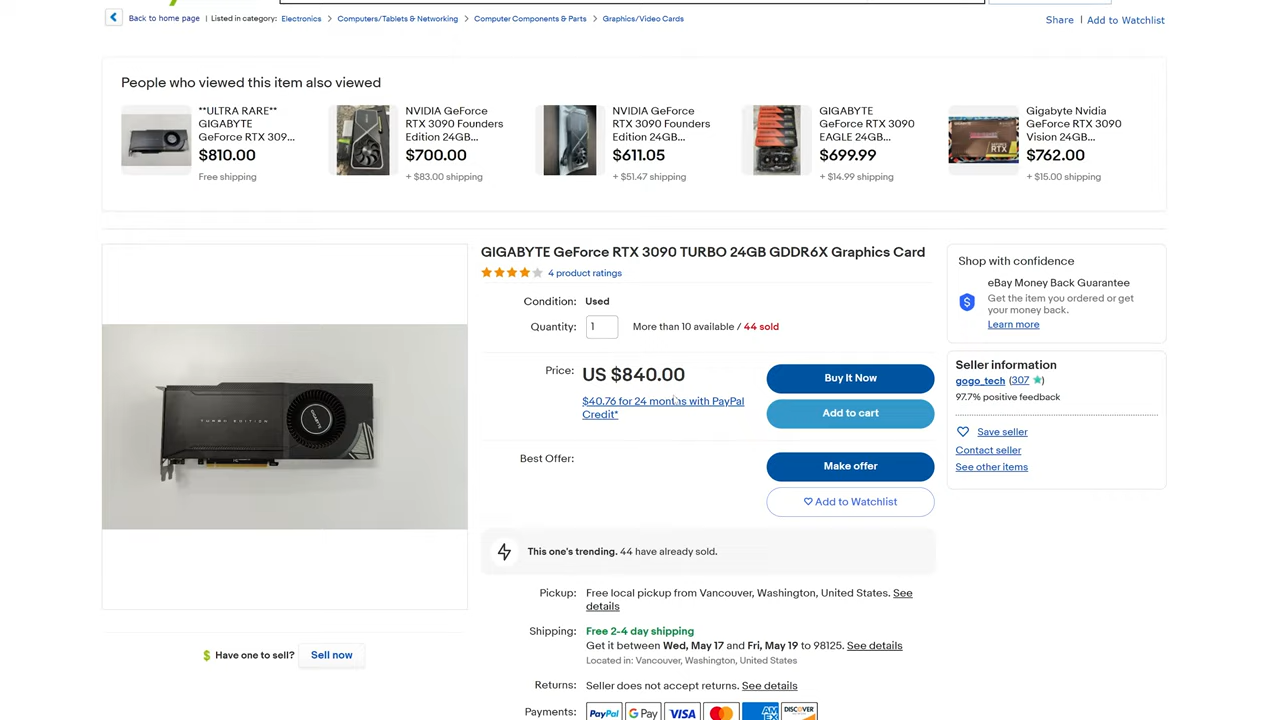 Back to home page | Listed in category: Electronics > Computers/Tablets & Networking > Computer Components & Parts > Graphics/Video Cards
Share | Add to Watchlist
People who viewed this item also viewed
**ULTRA RARE**
GIGABYTE
GeForce RTX 309...
$810.00
Free shipping
NVIDIA GeForce
RTX 3090 Founders
Edition 24GB...
$700.00
+ $83.00 shipping
NVIDIA GeForce
RTX 3090 Founders
Edition 24GB...
$611.05
+ $51.47 shipping
GIGABYTE
GeForce RTX 3090
EAGLE 24GB...
$699.99
+ $14.99 shipping
Gigabyte Nvidia
GeForce RTX 3090
Vision 24GB...
$762.00
+ $15.00 shipping
TURBO EDITION
GIGABYTE
$ Have one to sell? Sell now
GIGABYTE GeForce RTX 3090 TURBO 24GB GDDR6X Graphics Card
4 product ratings
Condition: Used
Quantity: 1 More than 10 available / 44 sold
Price: US $840.00
$40.76 for 24 months with PayPal
Credit*
Buy It Now
Add to cart
Best Offer:
Make offer
Add to Watchlist
This one's trending. 44 have already sold.
Pickup: Free local pickup from Vancouver, Washington, United States. See
details
Shipping: Free 2-4 day shipping
Get it between Wed, May 17 and Fri, May 19 to 98125. See details
Located in: Vancouver, Washington, United States
Returns: Seller does not accept returns. See details
Payments: PayPal G Pay VISA AM EX DISCOVER
Shop with confidence
eBay Money Back Guarantee
Get the item you ordered or get
your money back.
Learn more
Seller information
gogo_tech (307)
97.7% positive feedback
Save seller
Contact seller
See other items